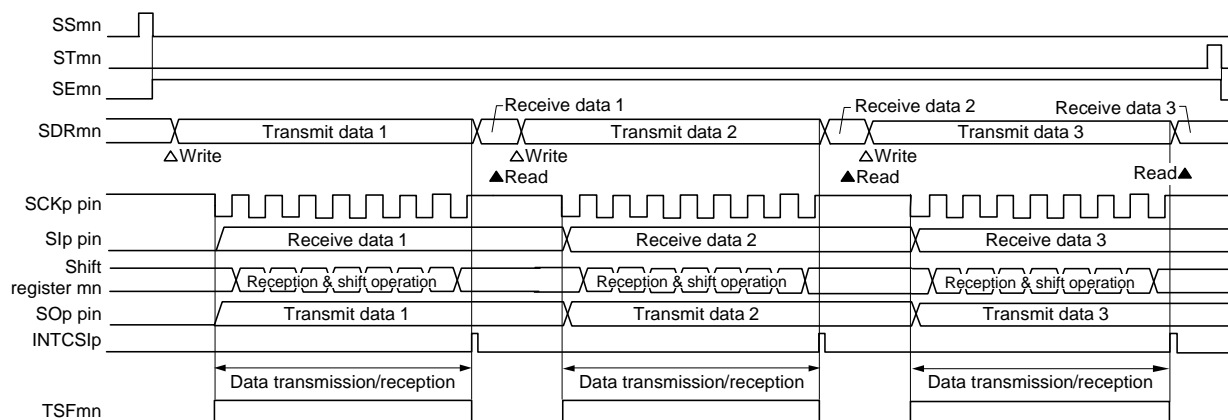 SSmn
STmn
SEmn
Receive data 1 Receive data 2 Receive data 3
SDRmn Transmit data 1 Transmit data 2 Transmit data 3
△Write △Write △Write
▲Read ▲Read Read▲
SCKp pin
SIp pin Receive data 1 Receive data 2 Receive data 3
Shift
register mn Reception & shift operation Reception & shift operation Reception & shift operation
SOp pin Transmit data 1 Transmit data 2 Transmit data 3
INTCSIp
Data transmission/reception Data transmission/reception Data transmission/reception
TSFmn